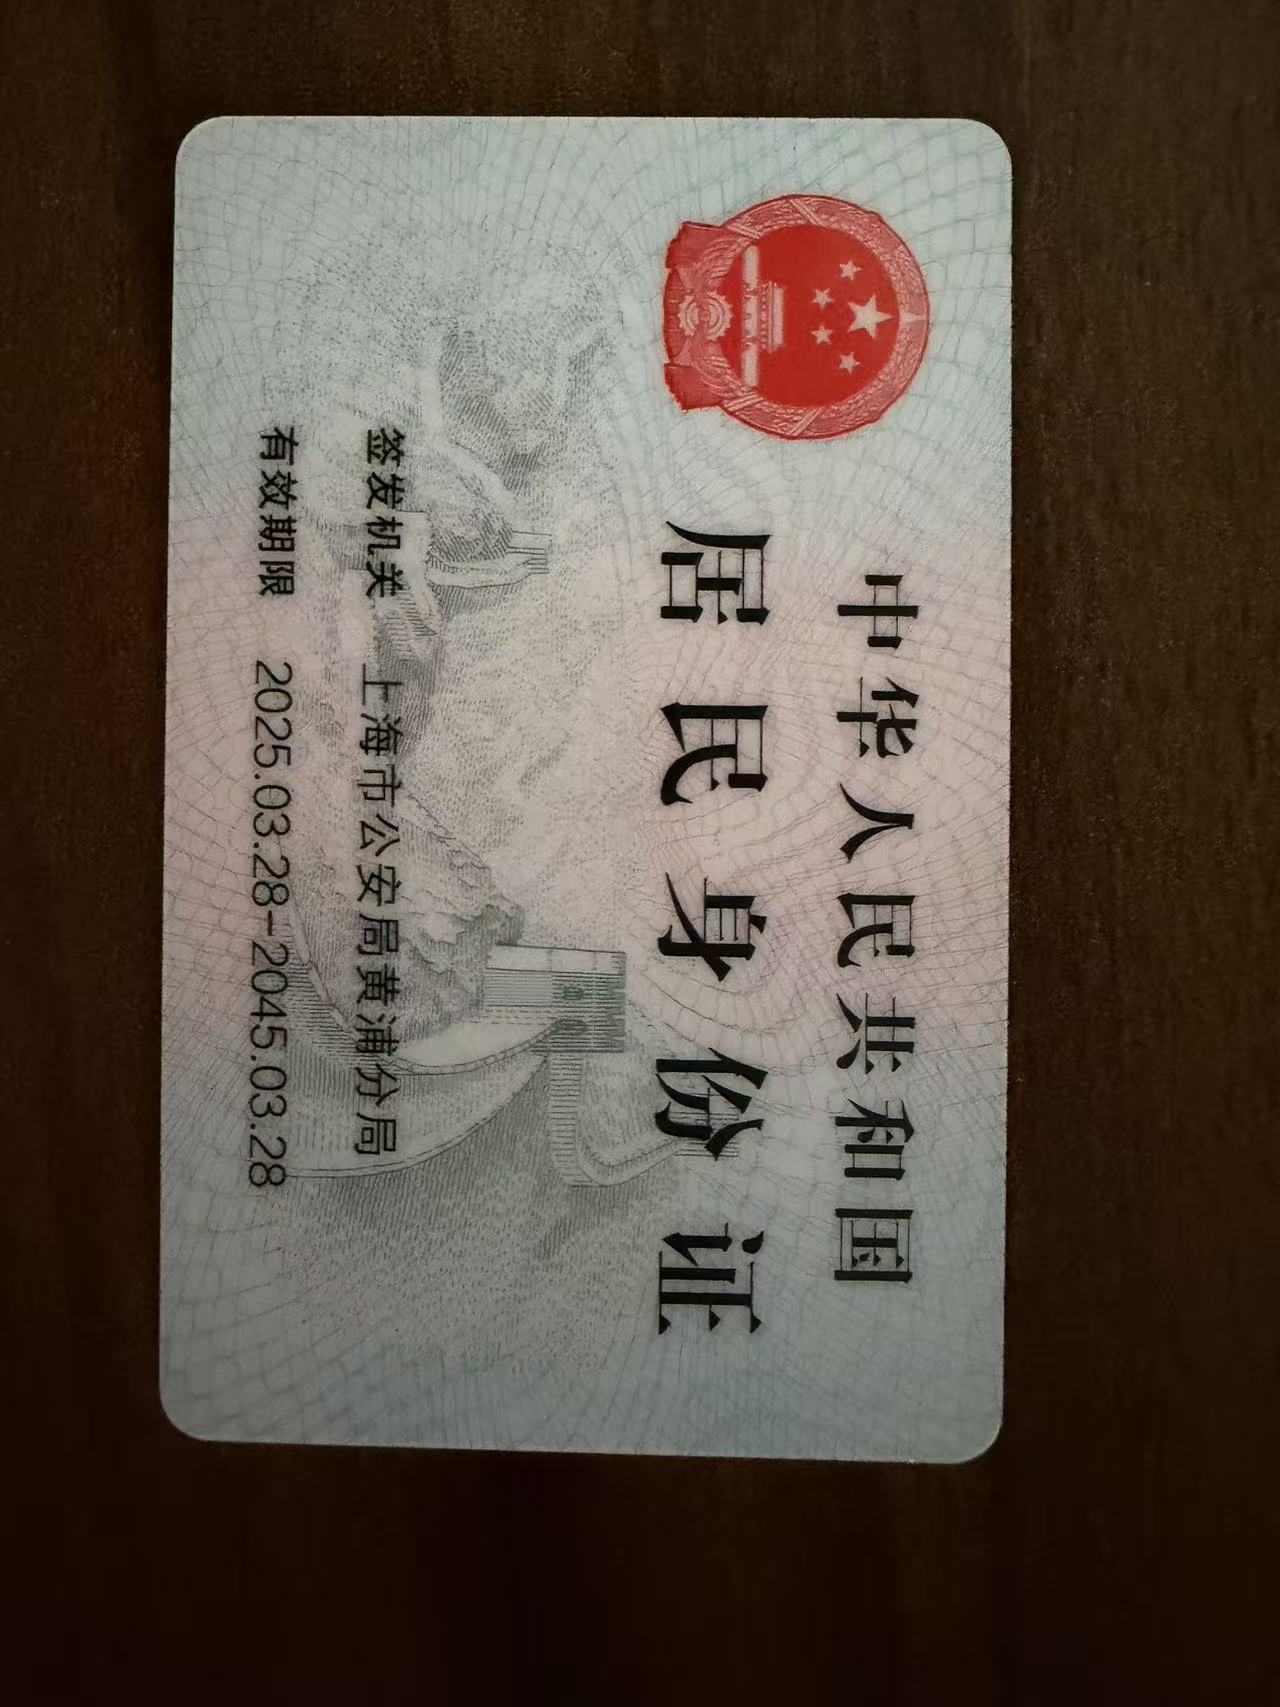 中华人民共和国
居民身份证
签发机关 上海市公安局黄浦分局
有效期限 2025.03.28-2045.03.28